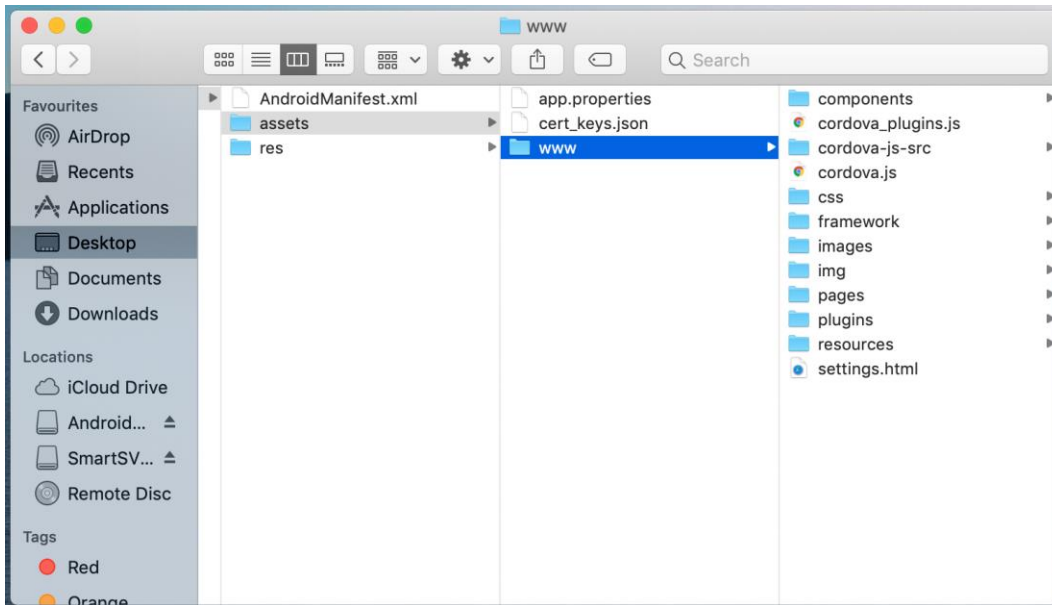 www
Search
Favourites
AirDrop
Recents
Applications
Desktop
Documents
Downloads
Locations
iCloud Drive
Android...
SmartSV...
Remote Disc
Tags
Red
Orange
AndroidManifest.xml
assets
res
app.properties
cert_keys.json
www
components
cordova_plugins.js
cordova-js-src
cordova.js
css
framework
images
img
pages
plugins
resources
settings.html